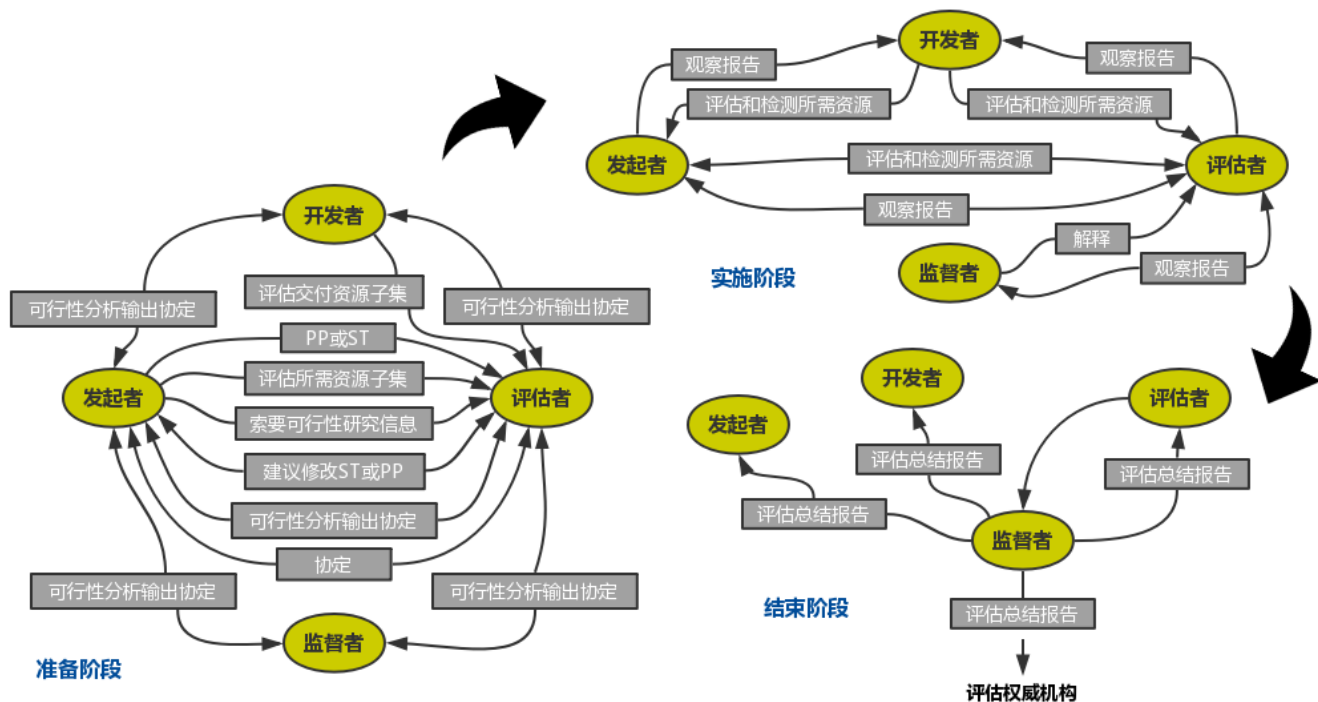 开发者
观察报告
观察报告
评估和检测所需资源
评估和检测所需资源
发起者
评估和检测所需资源
评估者
观察报告
解释
监督者
观察报告
实施阶段
开发者
评估交付资源子集
可行性分析输出协定
可行性分析输出协定
PP或ST
发起者
评估所需资源子集
评估者
索要可行性研究信息
建议修改ST或PP
可行性分析输出协定
协定
可行性分析输出协定
可行性分析输出协定
监督者
准备阶段
开发者
评估者
发起者
评估总结报告
评估总结报告
评估总结报告
监督者
结束阶段
评估总结报告
评估权威机构